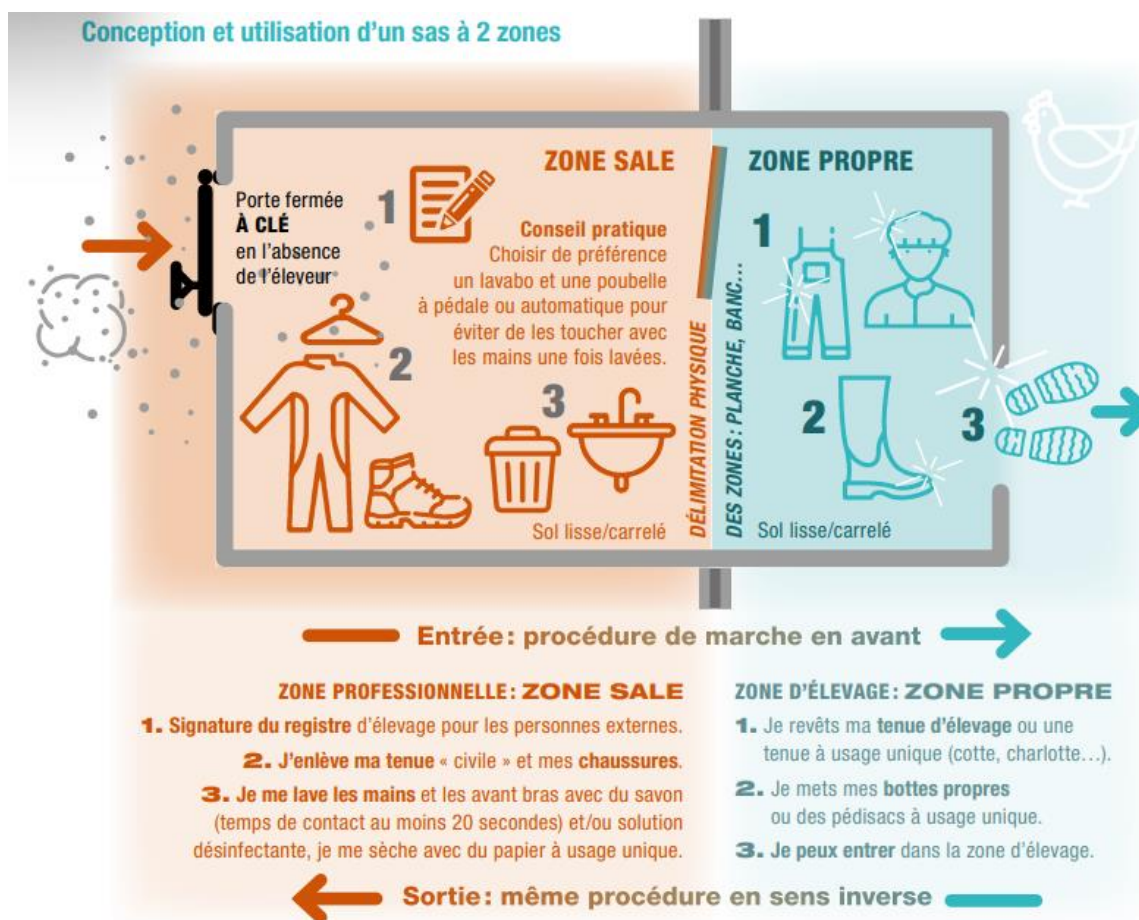 Conception et utilisation d'un sas à 2 zones
ZONE SALE
ZONE PROPRE
Porte fermée
À CLÉ
en l'absence
de l'éleveur
1
Conseil pratique
Choisir de préférence
un lavabo et une poubelle
à pédale ou automatique pour
éviter de les toucher avec
les mains une fois lavées.
2
3
Sol lisse/carrelé
DÉLIMITATION PHYSIQUE
DES ZONES : PLANCHE, BANC...
1
2
3
Sol lisse/carrelé
Entrée : procédure de marche en avant
ZONE PROFESSIONNELLE : ZONE SALE
1. Signature du registre d'élevage pour les personnes externes.
2. J'enlève ma tenue « civile » et mes chaussures.
3. Je me lave les mains et les avant bras avec du savon
(temps de contact au moins 20 secondes) et/ou solution
désinfectante, je me sèche avec du papier à usage unique.
ZONE D'ÉLEVAGE : ZONE PROPRE
1. Je revêts ma tenue d'élevage ou une
tenue à usage unique (cotte, charlotte...).
2. Je mets mes bottes propres
ou des pédisacs à usage unique.
3. Je peux entrer dans la zone d'élevage.
Sortie : même procédure en sens inverse